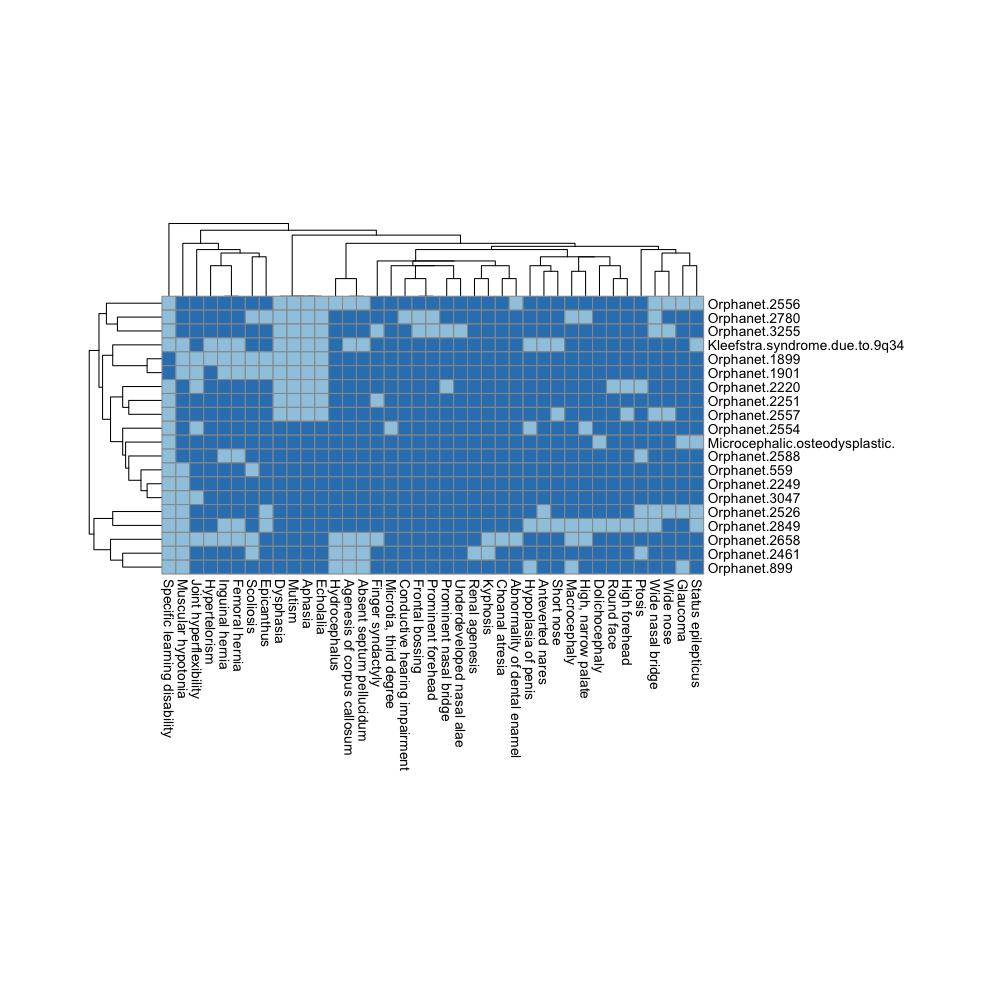 Orphanet.2556
Orphanet.2780
Orphanet.3255
Kleefstra.syndrome.due.to.9q34
Orphanet.1899
Orphanet.1901
Orphanet.2220
Orphanet.2251
Orphanet.2557
Orphanet.2554
Microcephalic.osteodysplastic.
Orphanet.2588
Orphanet.559
Orphanet.2249
Orphanet.3047
Orphanet.2526
Orphanet.2849
Orphanet.2658
Orphanet.2461
Orphanet.899
Specific learning disability
Muscular hypotonia
Joint hyperflexibility
Hypertelorism
Inguinal hernia
Femoral hernia
Scoliosis
Epicanthus
Dysphasia
Mutism
Aphasia
Echolalia
Hydrocephalus
Agenesis of corpus callosum
Absent septum pellucidum
Finger syndactyly
Microtia, third degree
Conductive hearing impairment
Frontal bossing
Prominent forehead
Prominent nasal bridge
Underdeveloped nasal alae
Renal agenesis
Kyphosis
Choanal atresia
Abnormality of dental enamel
Hypoplasia of penis
Anteverted nares
Short nose
Macrocephaly
High, narrow palate
Dolichocephaly
Round face
High forehead
Ptosis
Wide nasal bridge
Wide nose
Glaucoma
Status epilepticus